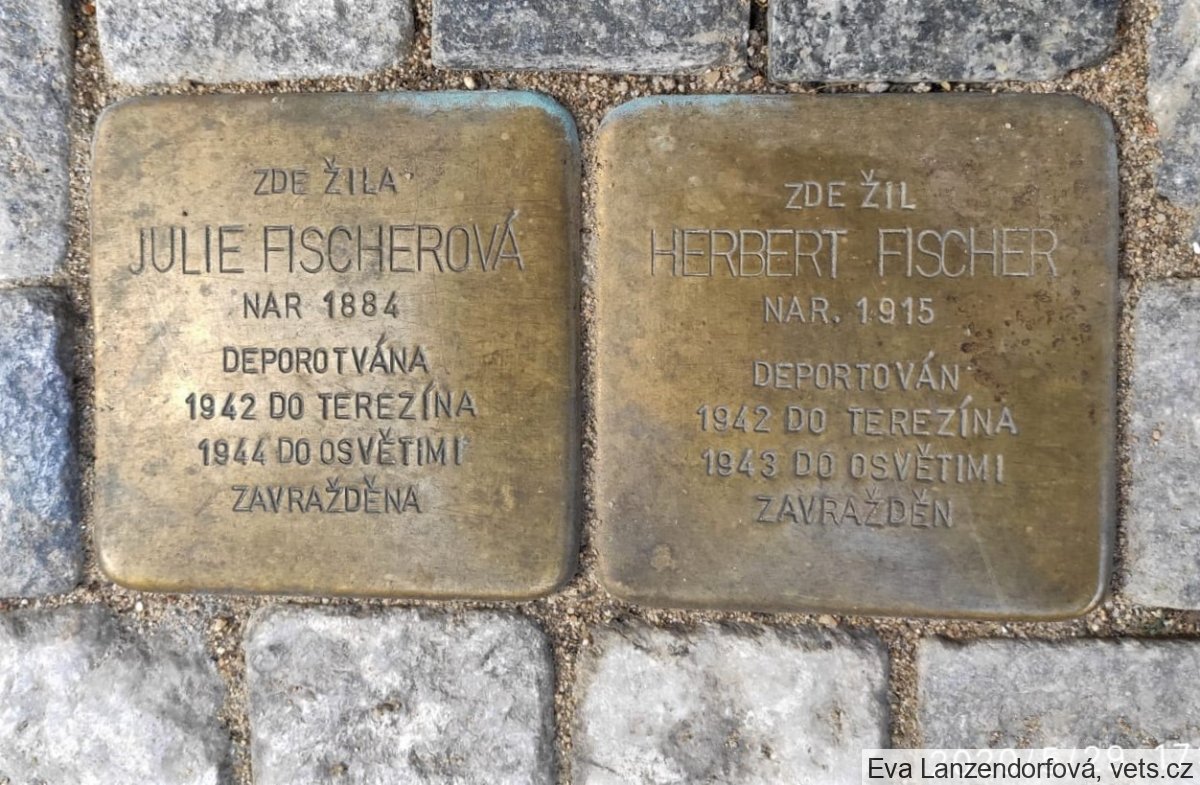 ZDE ŽILA
JULIE FISCHEROVÁ
NAR 1884
DEPOROTVÁNA
1942 DO TEREZÍNA
1944 DO OSVĚTIMI
ZAVRAŽDĚNA
ZDE ŽIL
HERBERT FISCHER
NAR. 1915
DEPORTOVÁN
1942 DO TEREZÍNA
1943 DO OSVĚTIMI
ZAVRAŽDĚN
Eva Lanzendorfová, vets.cz